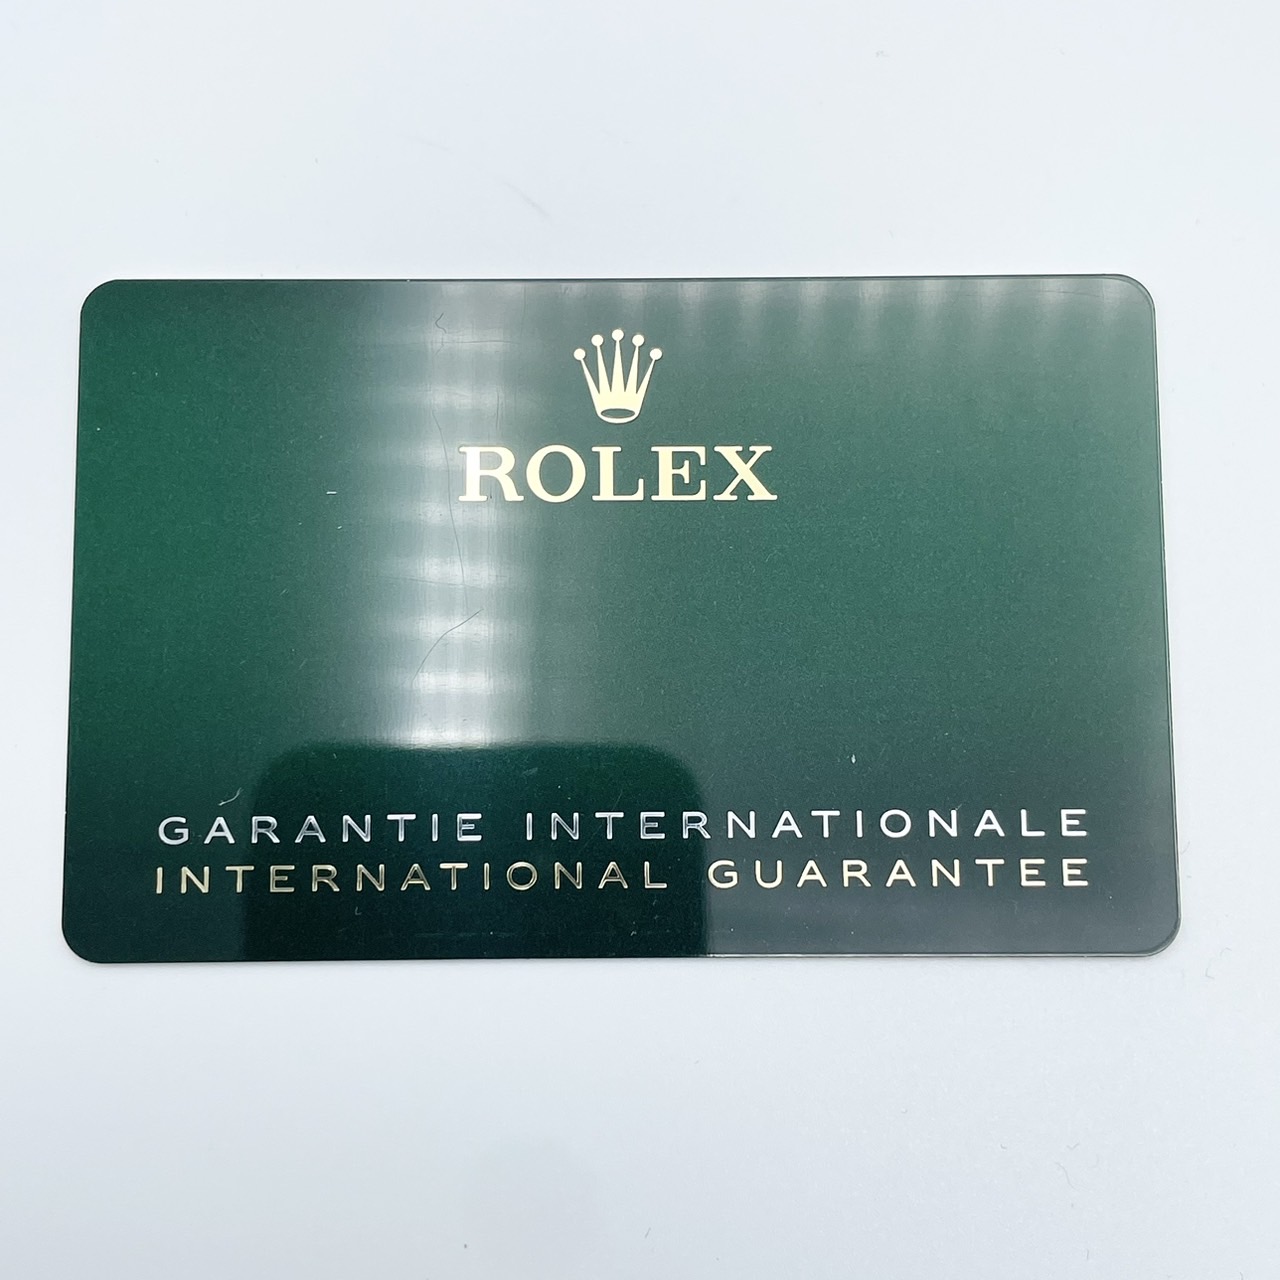 ROLEX
GARANTIE INTERNATIONALE
INTERNATIONAL GUARANTEE